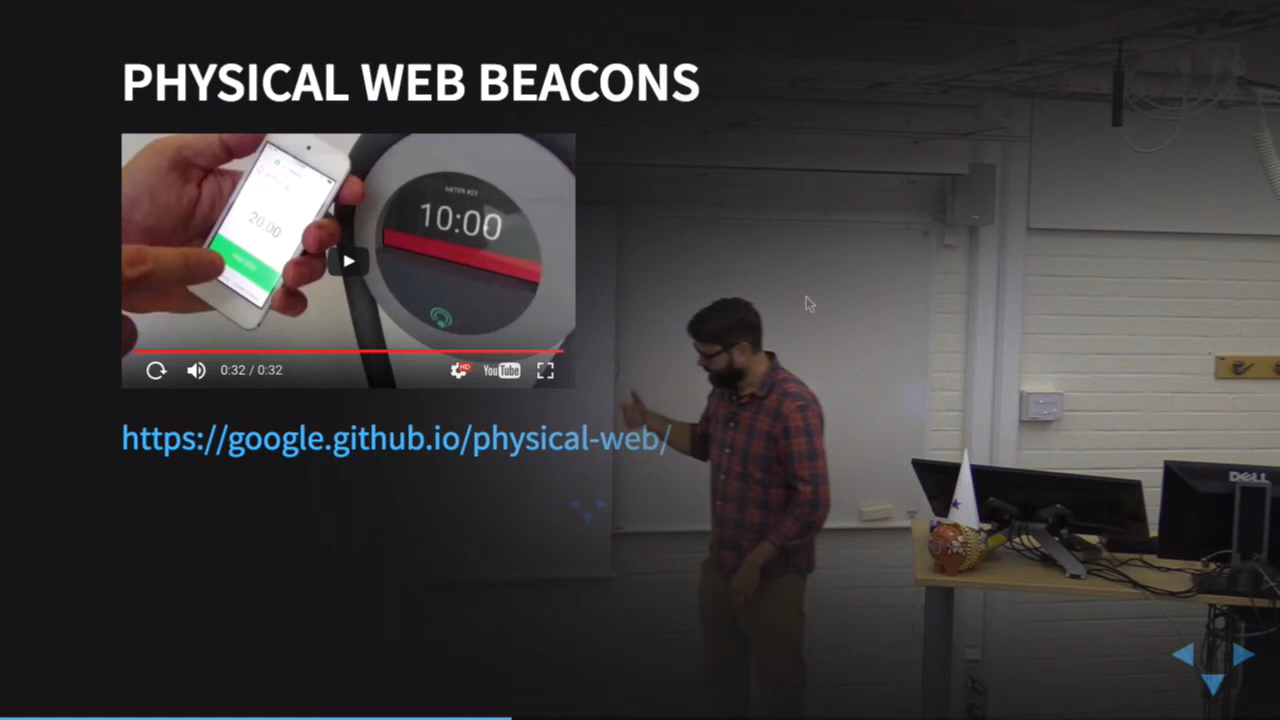 PHYSICAL WEB BEACONS
METER #23
10:00
20 00
0:32 / 0:32
HD
YouTube
https://google.github.io/physical-web/
DELL